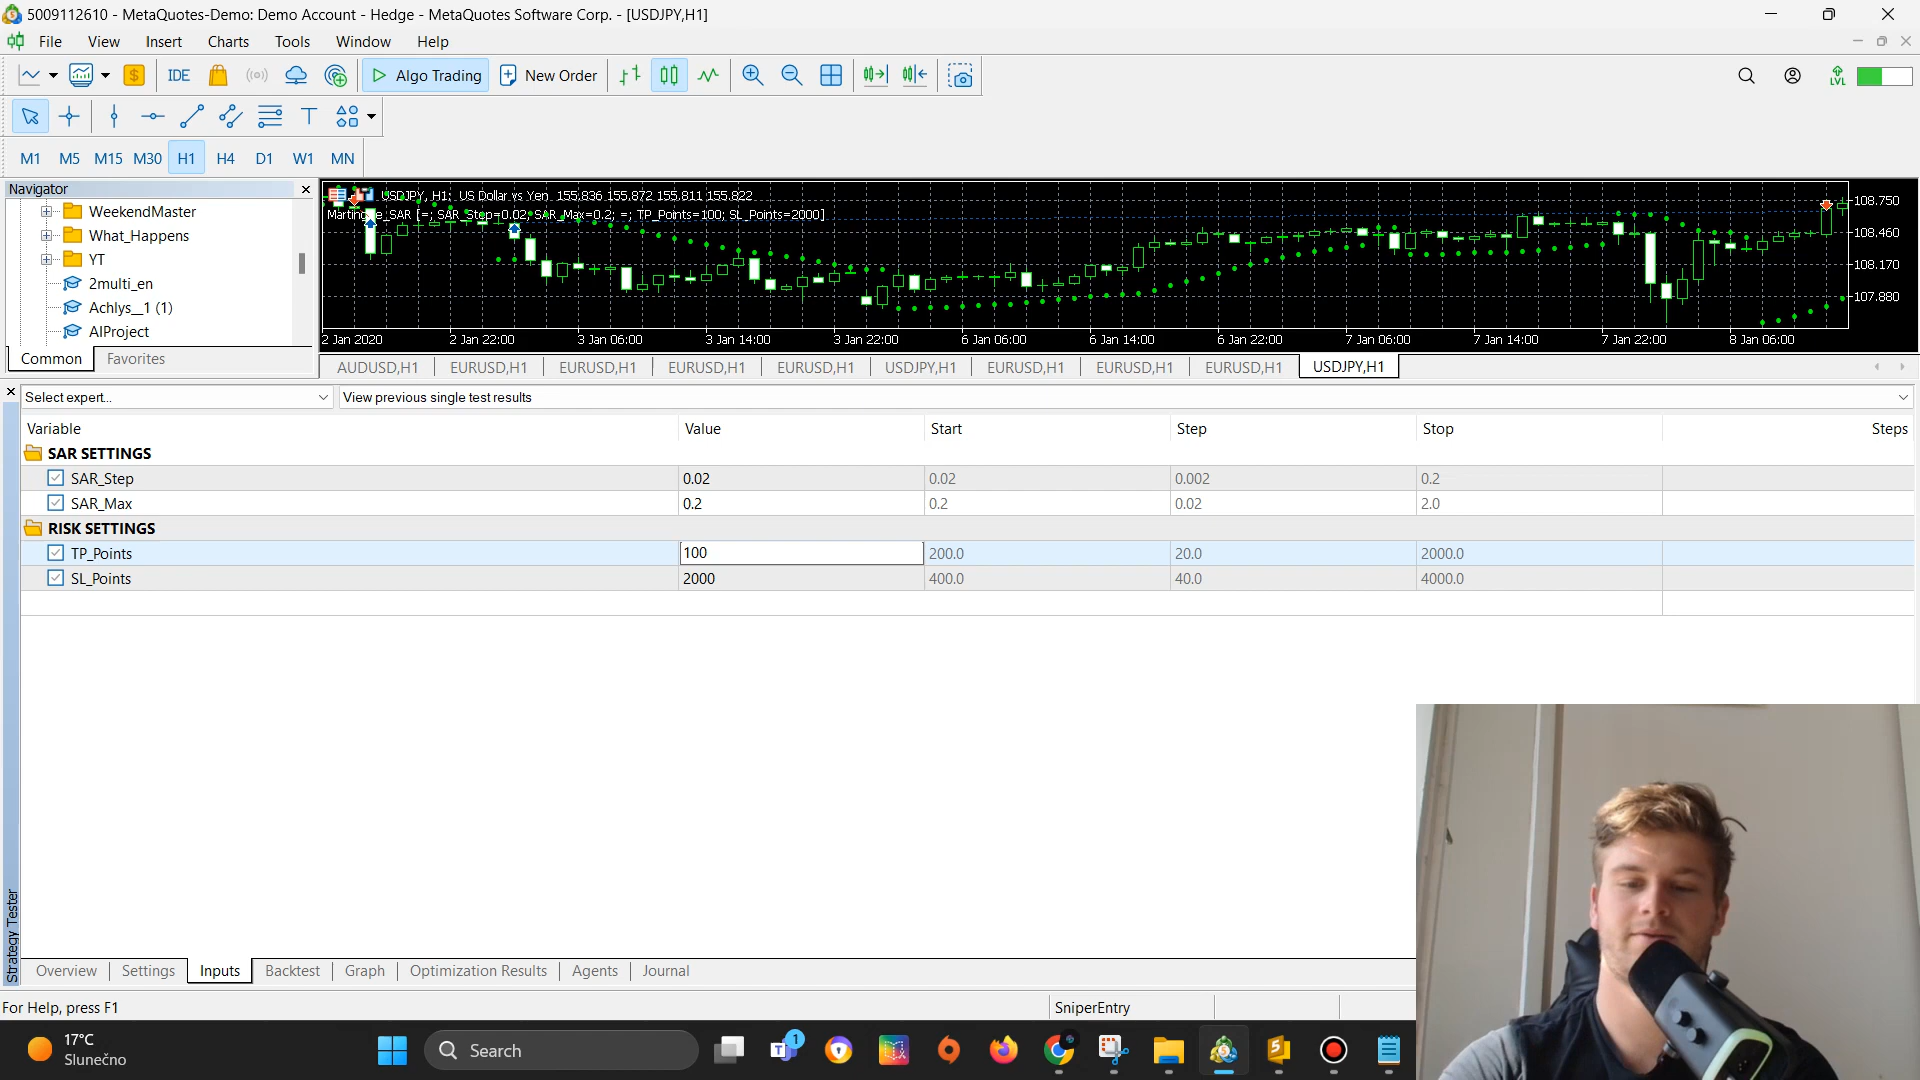 5009112610 - MetaQuotes-Demo: Demo Account - Hedge - MetaQuotes Software Corp. - [USDJPY,H1]
File View Insert Charts Tools Window Help
IDE Algo Trading New Order LVL
M1 M5 M15 M30 H1 H4 D1 W1 MN
Navigator
WeekendMaster
What_Happens
YT
2multi_en
Achlys__1 (1)
AIProject
Common Favorites
USDJPY, H1: US Dollar vs Yen 155.836 155.872 155.811 155.822
Martingale_SAR [=; SAR_Step=0.02; SAR_Max=0.2; =; TP_Points=100; SL_Points=2000]
108.750
108.460
108.170
107.880
2 Jan 2020 2 Jan 22:00 3 Jan 06:00 3 Jan 14:00 3 Jan 22:00 6 Jan 06:00 6 Jan 14:00 6 Jan 22:00 7 Jan 06:00 7 Jan 14:00 7 Jan 22:00 8 Jan 06:00
AUDUSD,H1 EURUSD,H1 EURUSD,H1 EURUSD,H1 EURUSD,H1 USDJPY,H1 EURUSD,H1 EURUSD,H1 EURUSD,H1 USDJPY,H1
Select expert... View previous single test results
Variable Value Start Step Stop Steps
SAR SETTINGS
SAR_Step 0.02 0.02 0.002 0.2
SAR_Max 0.2 0.2 0.02 2.0
RISK SETTINGS
TP_Points 100 200.0 20.0 2000.0
SL_Points 2000 400.0 40.0 4000.0
Strategy Tester
Overview Settings Inputs Backtest Graph Optimization Results Agents Journal
For Help, press F1 SniperEntry
17°C
Slunečno
Search
1